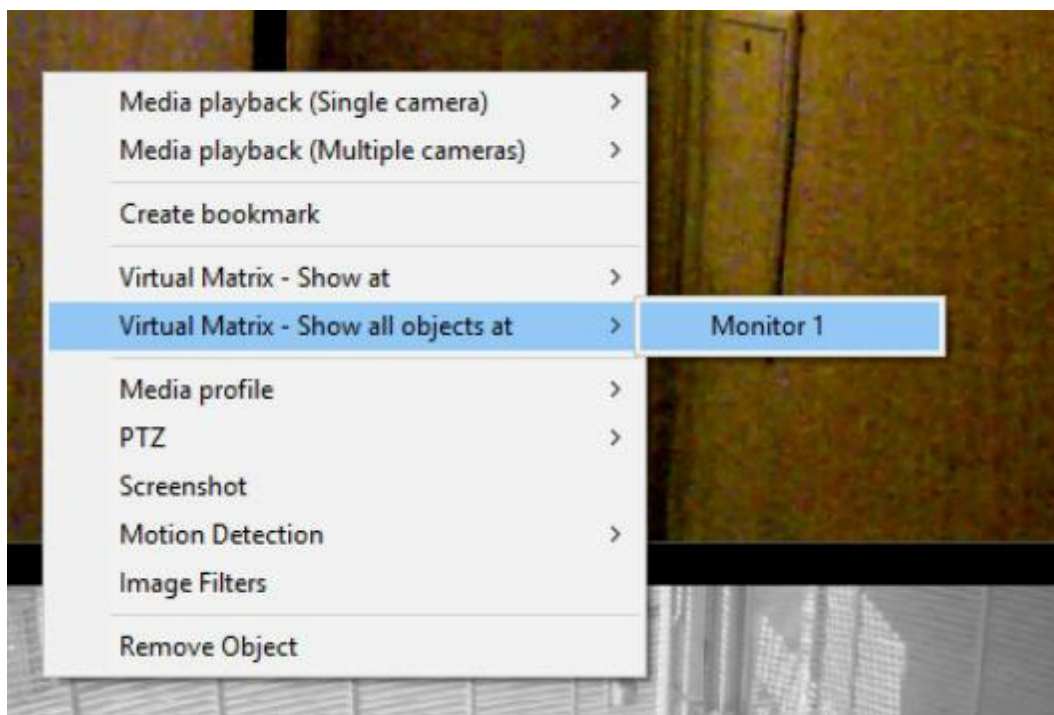 Media playback (Single camera)
Media playback (Multiple cameras)
Create bookmark
Virtual Matrix - Show at
Virtual Matrix - Show all objects at
Monitor 1
Media profile
PTZ
Screenshot
Motion Detection
Image Filters
Remove Object